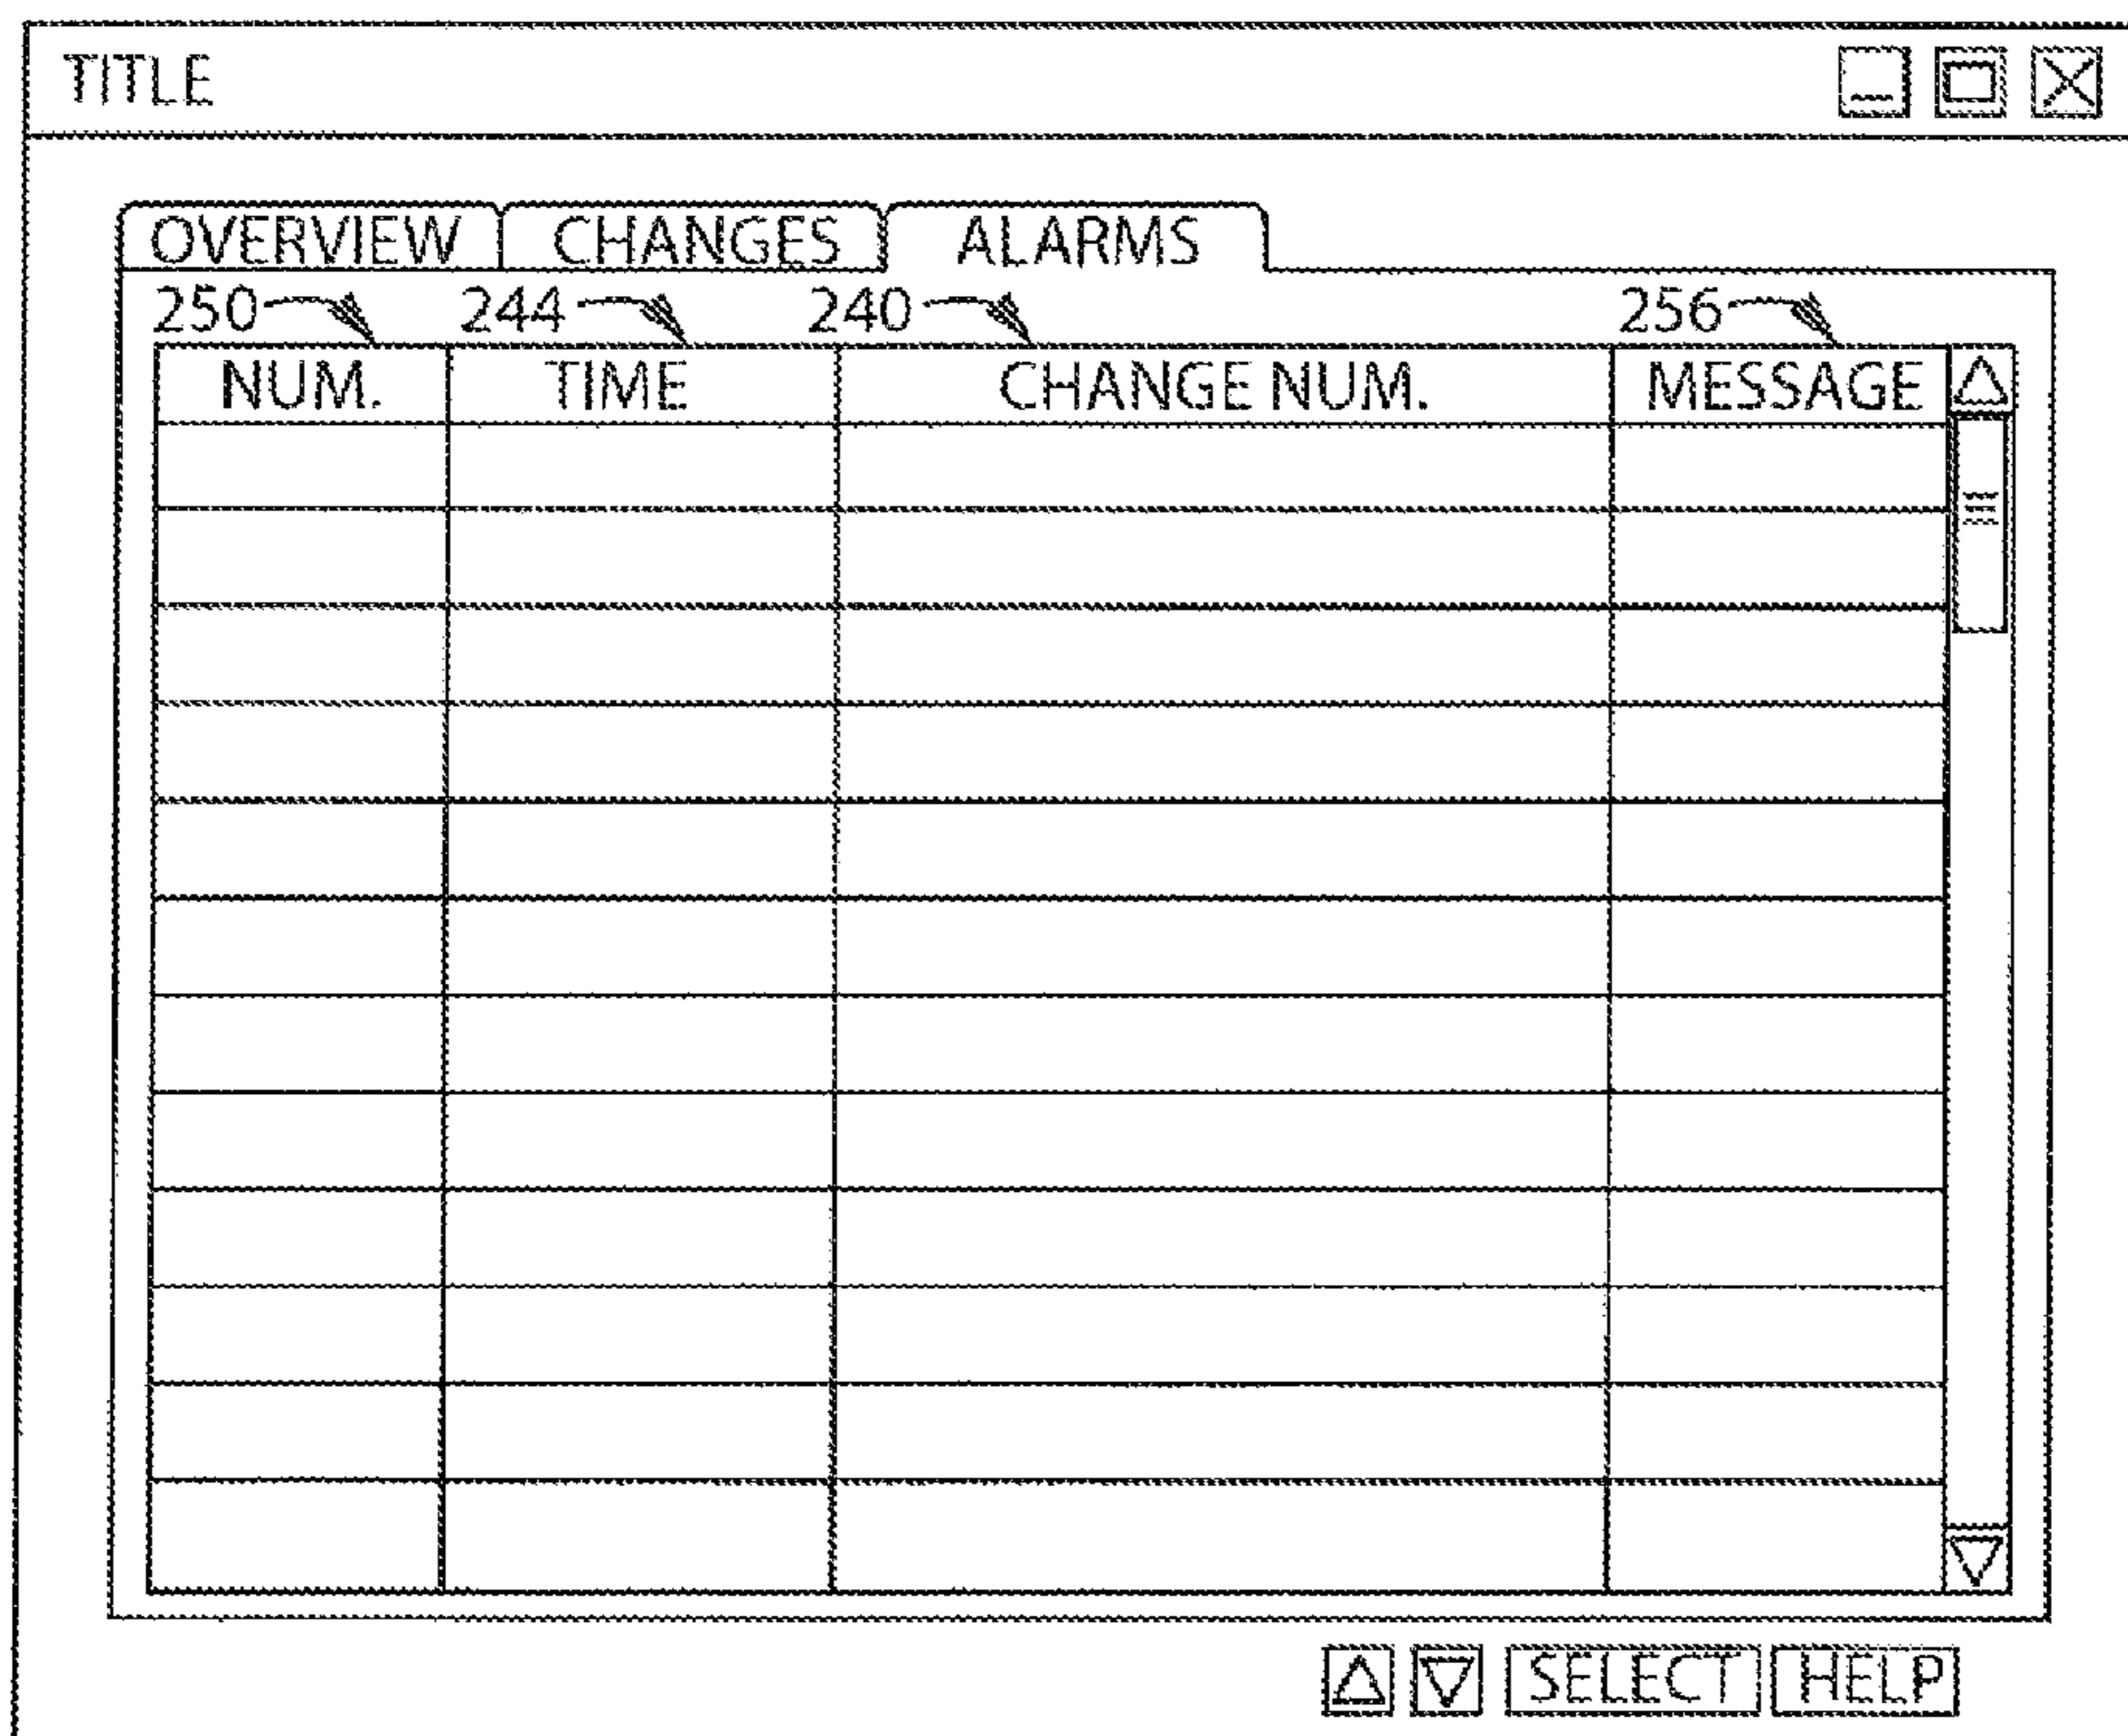 TITLE
OVERVIEW CHANGES ALARMS
250 244 240 256
NUM. TIME CHANGE NUM. MESSAGE
SELECT HELP